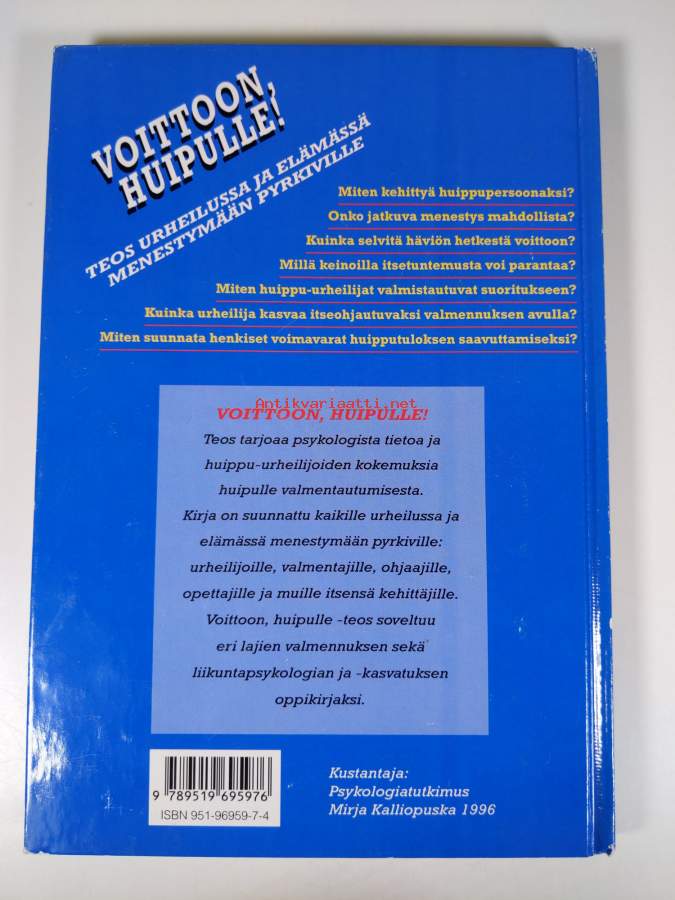 VOITTOON,
HUIPULLE!
TEOS URHEILUSSA JA ELÄMÄSSÄ
MENESTYMÄÄN PYRKIVILLE
Miten kehittyä huippupersoonaksi?
Onko jatkuva menestys mahdollista?
Kuinka selvitä häviön hetkestä voittoon?
Millä keinoilla itsetuntemusta voi parantaa?
Miten huippu-urheilijat valmistautuvat suoritukseen?
Kuinka urheilija kasvaa itseohjautuvaksi valmennuksen avulla?
Miten suunnata henkiset voimavarat huipputuloksen saavuttamiseksi?
Antikvariaatti.net
VOITTOON, HUIPULLE!
Teos tarjoaa psykologista tietoa ja
huippu-urheilijoiden kokemuksia
huipulle valmentautumisesta.
Kirja on suunnattu kaikille urheilussa ja
elämässä menestymään pyrkiville:
urheilijoille, valmentajille, ohjaajille,
opettajille ja muille itsensä kehittäjille.
Voittoon, huipulle -teos soveltuu
eri lajien valmennuksen sekä
liikuntapsykologian ja -kasvatuksen
oppikirjaksi.
9 789519 695976
ISBN 951-96959-7-4
Kustantaja:
Psykologiatutkimus
Mirja Kalliopuska 1996